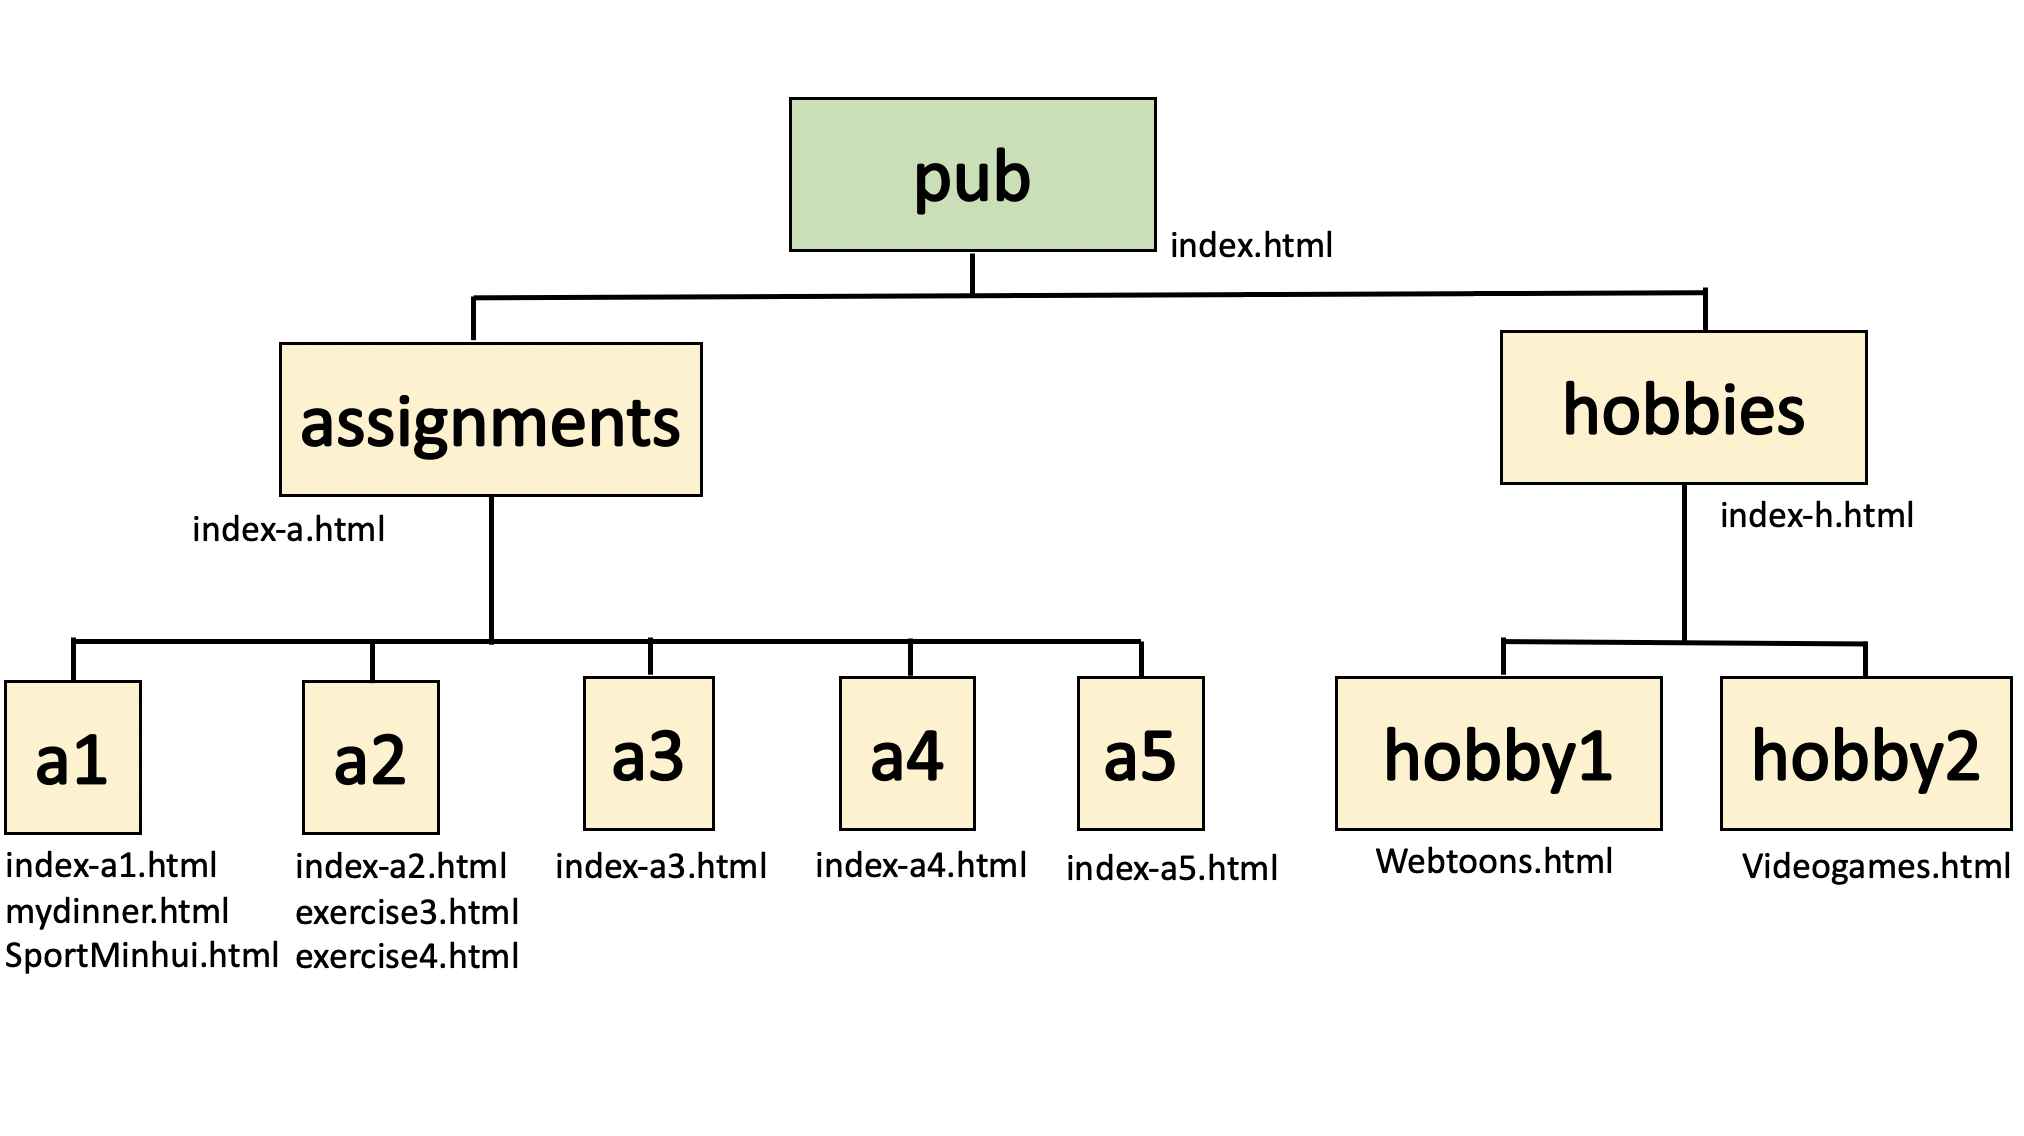 pub
index.html
assignments
hobbies
index-a.html
index-h.html
a1
a2
a3
a4
a5
hobby1
hobby2
index-a1.html
mydinner.html
SportMinhui.html
index-a2.html
exercise3.html
exercise4.html
index-a3.html
index-a4.html
index-a5.html
Webtoons.html
Videogames.html